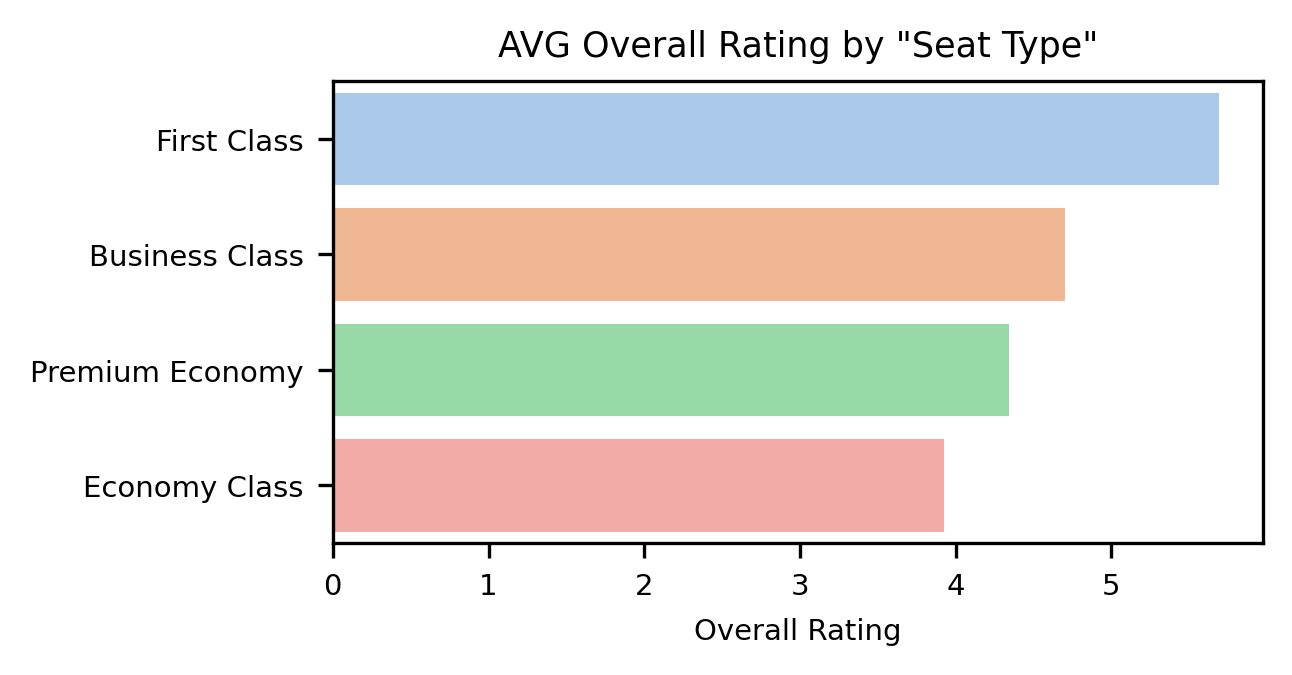 AVG Overall Rating by "Seat Type"
First Class
Business Class
Premium Economy
Economy Class
0 1 2 3 4 5
Overall Rating